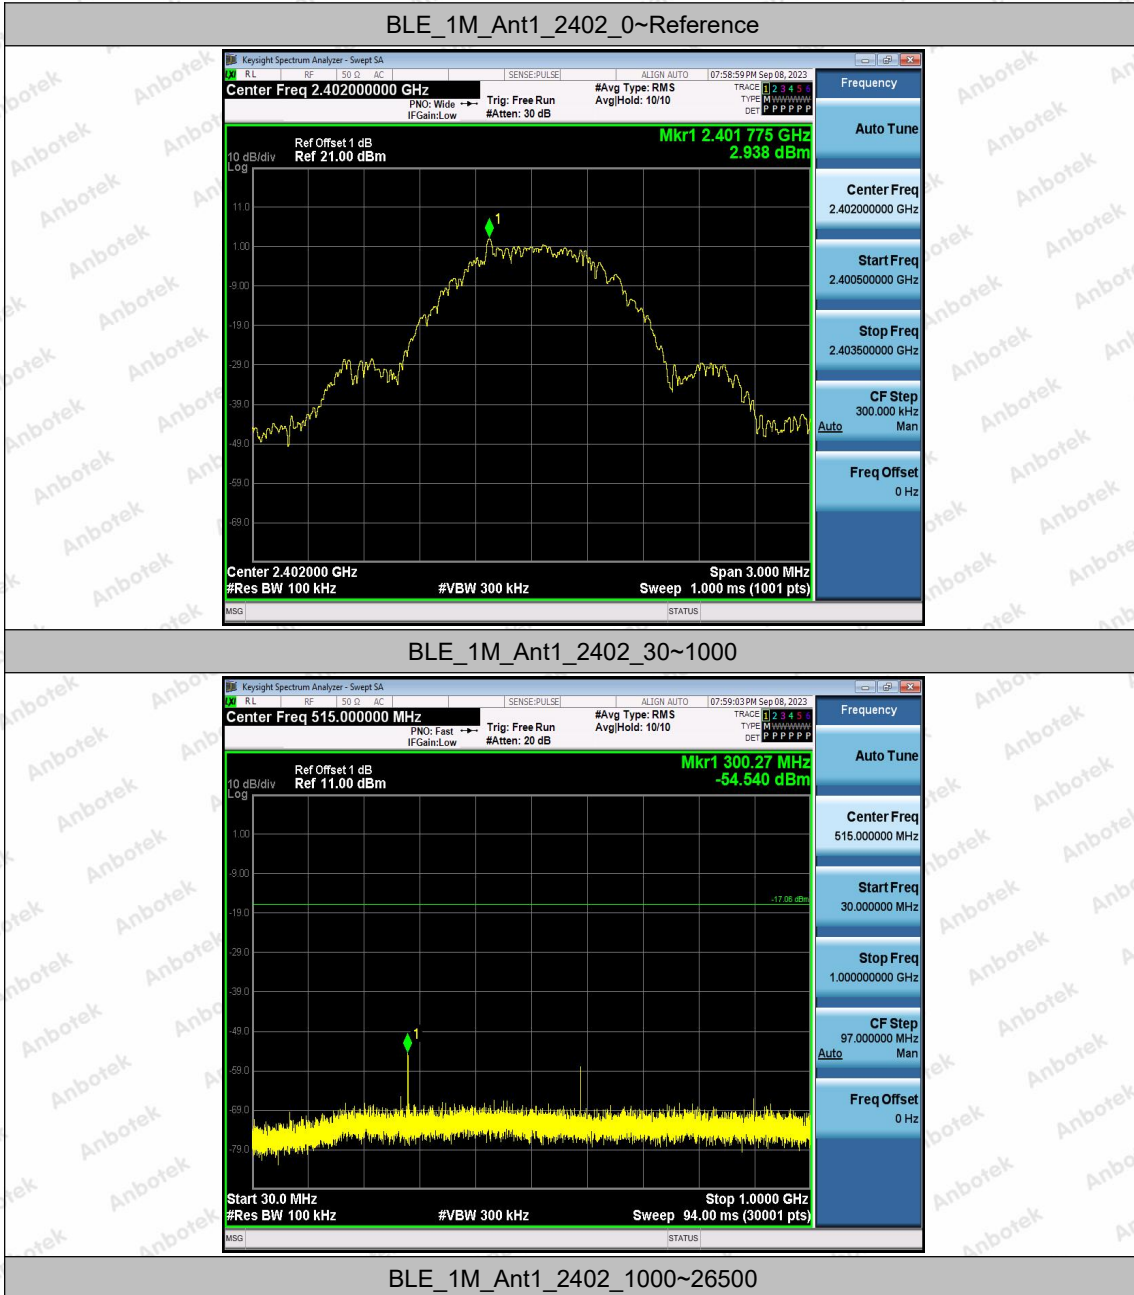 BLE_1M_Ant1_2402_0~Reference
Keysight Spectrum Analyzer - Swept SA
LXI RL RF 50 Ω AC SENSE:PULSE ALIGN AUTO 07:58:59 PM Sep 08, 2023
Center Freq 2.402000000 GHz
PNO: Wide
IFGain:Low
Trig: Free Run
#Atten: 30 dB
#Avg Type: RMS
Avg|Hold: 10/10
TRACE 1 2 3 4 5 6
TYPE M W W W W W
DET P P P P P P
Frequency
Auto Tune
Center Freq
2.402000000 GHz
Start Freq
2.400500000 GHz
Stop Freq
2.403500000 GHz
CF Step
300.000 kHz
Auto Man
Freq Offset
0 Hz
Mkr1 2.401 775 GHz
2.938 dBm
Ref Offset 1 dB
10 dB/div Ref 21.00 dBm
Log
11.0
1.00
-9.00
-19.0
-29.0
-39.0
-49.0
-59.0
-69.0
1
Center 2.402000 GHz Span 3.000 MHz
#Res BW 100 kHz #VBW 300 kHz Sweep 1.000 ms (1001 pts)
MSG STATUS
BLE_1M_Ant1_2402_30~1000
Keysight Spectrum Analyzer - Swept SA
LXI RL RF 50 Ω AC SENSE:PULSE ALIGN AUTO 07:59:03 PM Sep 08, 2023
Center Freq 515.000000 MHz
PNO: Fast
IFGain:Low
Trig: Free Run
#Atten: 20 dB
#Avg Type: RMS
Avg|Hold: 10/10
TRACE 1 2 3 4 5 6
TYPE M W W W W W
DET P P P P P P
Frequency
Auto Tune
Center Freq
515.000000 MHz
Start Freq
30.000000 MHz
Stop Freq
1.000000000 GHz
CF Step
97.000000 MHz
Auto Man
Freq Offset
0 Hz
Mkr1 300.27 MHz
-54.540 dBm
Ref Offset 1 dB
10 dB/div Ref 11.00 dBm
Log
1.00
-9.00
-19.0
-29.0
-39.0
-49.0
-59.0
-69.0
-79.0
-17.06 dBm
1
Start 30.0 MHz Stop 1.0000 GHz
#Res BW 100 kHz #VBW 300 kHz Sweep 94.00 ms (30001 pts)
MSG STATUS
BLE_1M_Ant1_2402_1000~26500